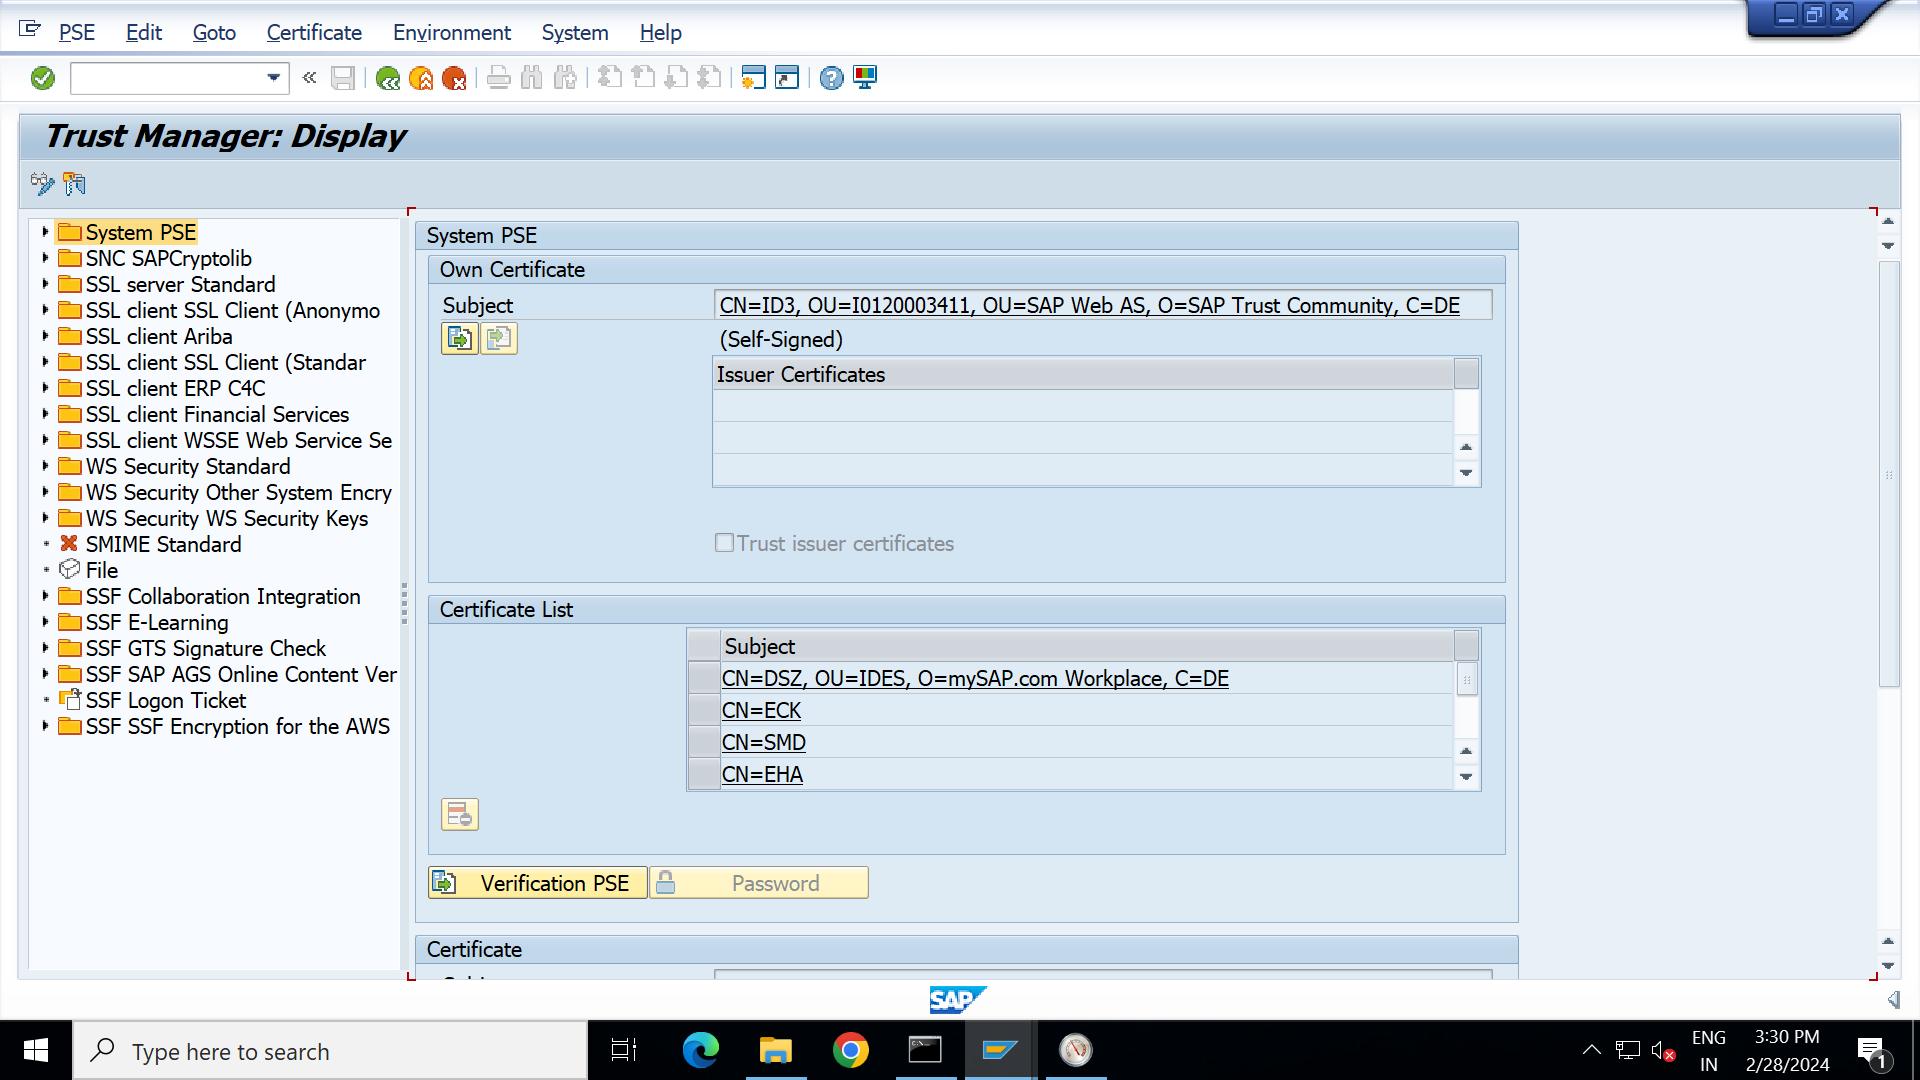 PSE Edit Goto Certificate Environment System Help
Trust Manager: Display
System PSE
SNC SAPCryptolib
SSL server Standard
SSL client SSL Client (Anonymo
SSL client Ariba
SSL client SSL Client (Standar
SSL client ERP C4C
SSL client Financial Services
SSL client WSSE Web Service Se
WS Security Standard
WS Security Other System Encry
WS Security WS Security Keys
SMIME Standard
File
SSF Collaboration Integration
SSF E-Learning
SSF GTS Signature Check
SSF SAP AGS Online Content Ver
SSF Logon Ticket
SSF SSF Encryption for the AWS
System PSE
Own Certificate
Subject CN=ID3, OU=I0120003411, OU=SAP Web AS, O=SAP Trust Community, C=DE
(Self-Signed)
Issuer Certificates
Trust issuer certificates
Certificate List
Subject
CN=DSZ, OU=IDES, O=mySAP.com Workplace, C=DE
CN=ECK
CN=SMD
CN=EHA
Verification PSE Password
Certificate
SAP
Type here to search
ENG
IN
3:30 PM
2/28/2024
1